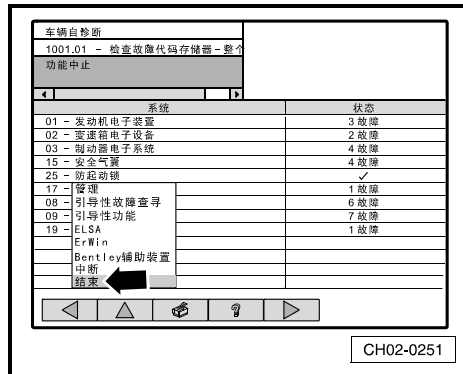 车辆自诊断
1001.01 - 检查故障代码存储器-整个
功能中止
系统 状态
01 - 发动机电子装置 3故障
02 - 变速箱电子设备 2故障
03 - 制动器电子系统 4故障
15 - 安全气囊 4故障
25 - 防起动锁 ✓
17 - 管理 1故障
08 - 引导性故障查寻 6故障
09 - 引导性功能 7故障
19 - ELSA 1故障
ErWin
Bentley辅助装置
中断
结束
?
CH02-0251